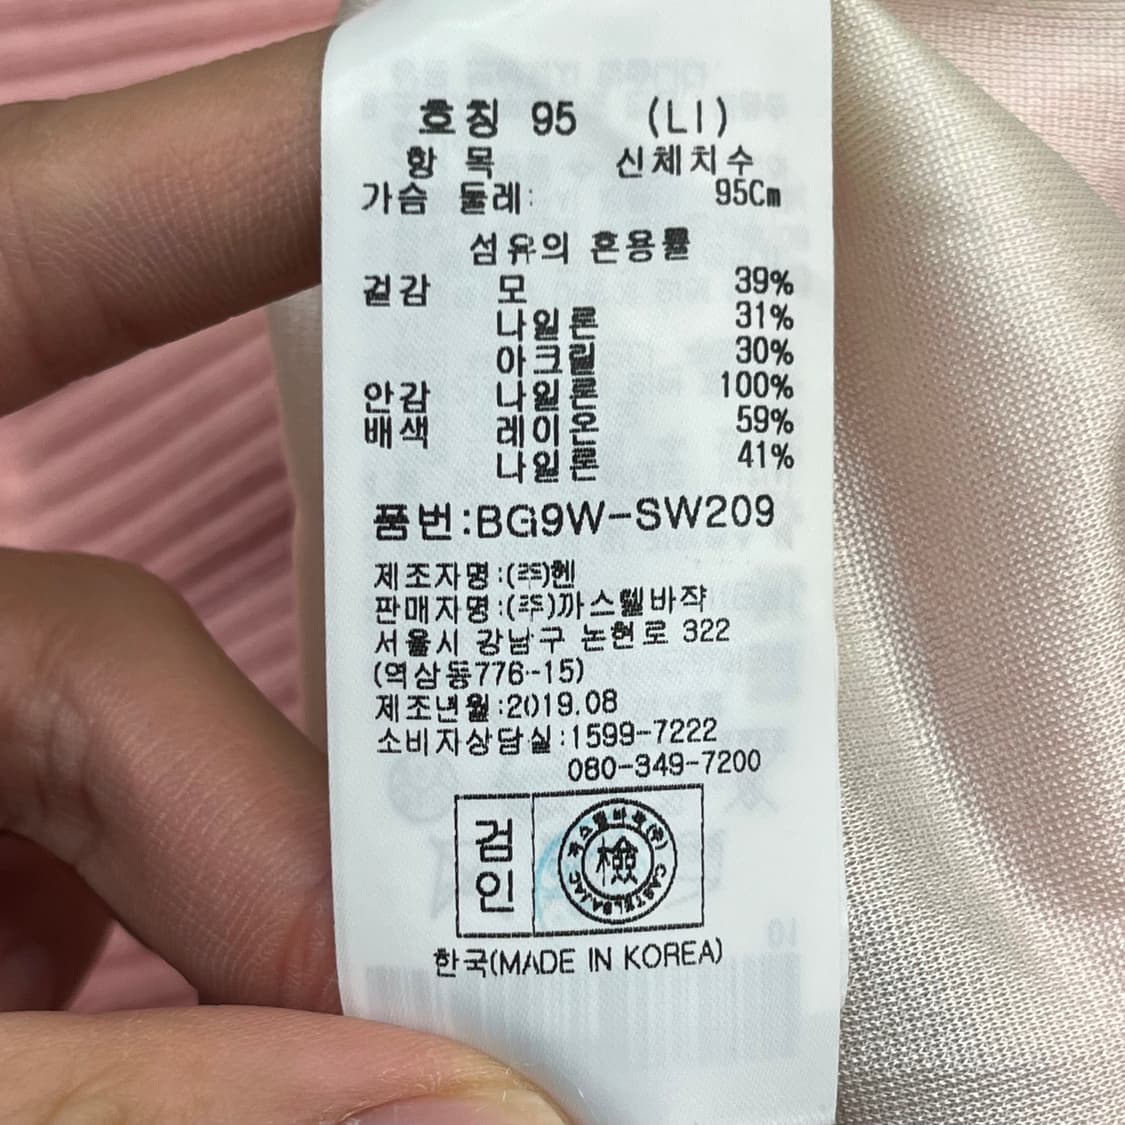 호칭 95 (LI)
항 목 신체치수
가슴 둘레: 95Cm
섬유의 혼용률
겉감 모 39%
나일론 31%
아크릴 30%
안감 나일론 100%
배색 레이온 59%
나일론 41%
품번:BG9W-SW209
제조자명:(주)헨
판매자명:(주)까스텔바쟉
서울시 강남구 논현로 322
(역삼동776-15)
제조년월:2019.08
소비자상담실:1599-7222
080-349-7200
검인
檢
CASTELBAJAC
한국(MADE IN KOREA)